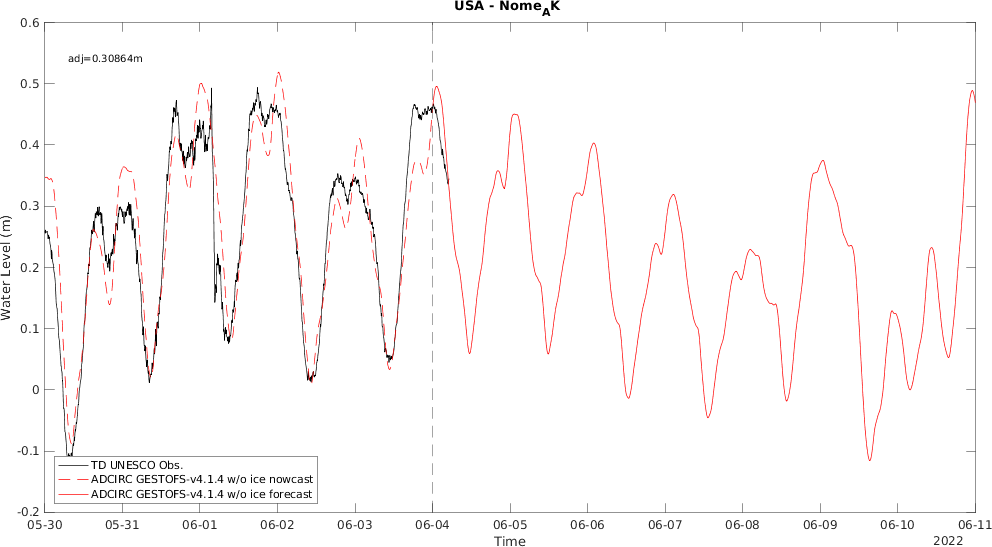 USA - Nome_AK
adj=0.30864m
0.6
0.5
0.4
0.3
0.2
0.1
0
-0.1
-0.2
Water Level (m)
TD UNESCO Obs.
ADCIRC GESTOFS-v4.1.4 w/o ice nowcast
ADCIRC GESTOFS-v4.1.4 w/o ice forecast
05-30 05-31 06-01 06-02 06-03 06-04 06-05 06-06 06-07 06-08 06-09 06-10 06-11
Time
2022